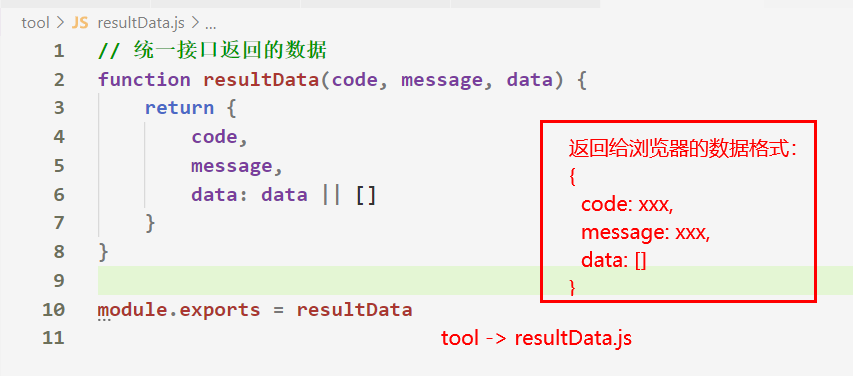 tool > JS resultData.js > ...
1 // 统一接口返回的数据
2 function resultData(code, message, data) {
3 return {
4 code,
5 message,
6 data: data || []
7 }
8 }
9
10 module.exports = resultData
11
返回给浏览器的数据格式：
{
code: xxx,
message: xxx,
data: []
}
tool -> resultData.js